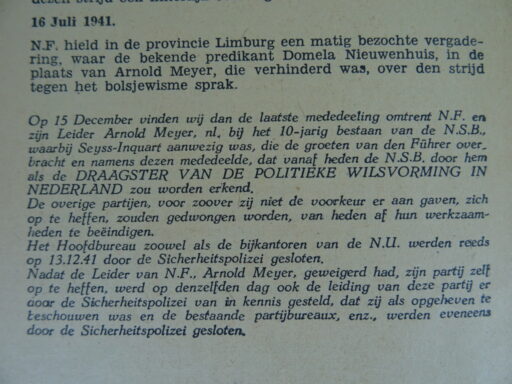 16 Juli 1941.
N.F. hield in de provincie Limburg een matig bezochte vergade-
ring, waar de bekende predikant Domela Nieuwenhuis, in de
plaats van Arnold Meyer, die verhinderd was, over den strijd
tegen het bolsjewisme sprak.
Op 15 December vinden wij dan de laatste mededeeling omtrent N.F. en
zijn Leider Arnold Meyer, nl. bij het 10-jarig bestaan van de N.S.B.,
waarbij Seyss-Inquart aanwezig was, die de groeten van den Führer over-
bracht en namens dezen mededeelde, dat vanaf heden de N.S.B. door hem
als de DRAAGSTER VAN DE POLITIEKE WILSVORMING IN
NEDERLAND zou worden erkend.
De overige partijen, voor zoover zij niet de voorkeur er aan gaven, zich
op te heffen, zouden gedwongen worden, van heden af hun werkzaam-
heden te beëindigen.
Het Hoofdbureau zoowel als de bijkantoren van de N.U. werden reeds
op 13.12.41 door de Sicherheitspolizei gesloten.
Nadat de Leider van N.F., Arnold Meyer, geweigerd had, zijn partij zelf
op te heffen, werd op denzelfden dag ook de leiding van deze partij er
door de Sicherheitspolizei van in kennis gesteld, dat zij als opgeheven te
beschouwen was en de bestaande partijbureaux, enz., werden eveneens
door de Sicherheitspolizei gesloten.